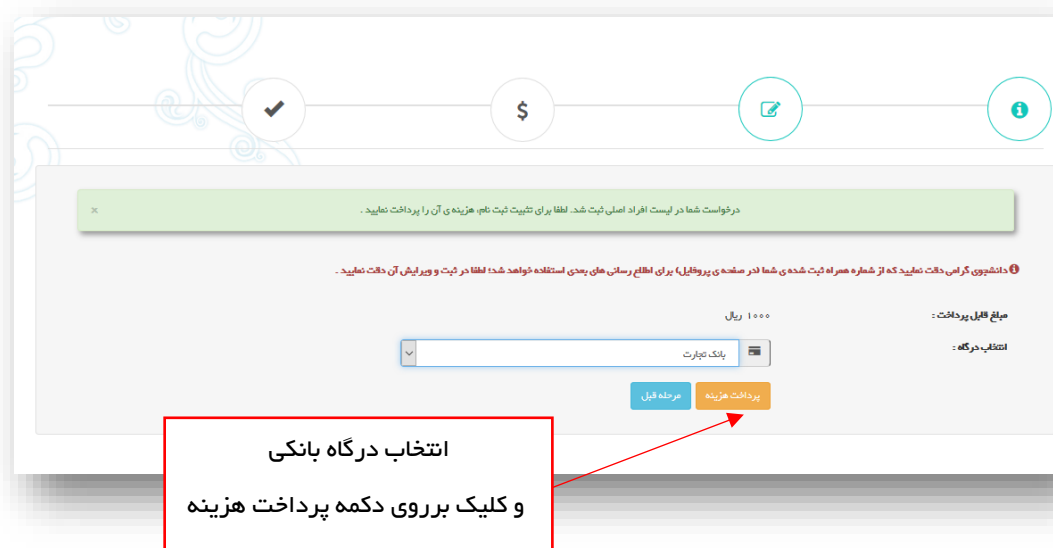 $
درخواست شما در لیست افراد اصلی ثبت شد. لطفا برای تثبیت ثبت نام، هزینه ی آن را پرداخت نمایید .
×
دانشجوی گرامی دقت نمایید که از شماره همراه ثبت شده ی شما (در صفحه ی پروفایل) برای اطلاع رسانی های بعدی استفاده خواهد شد؛ لطفا در ثبت و ویرایش آن دقت نمایید .
مبلغ قابل پرداخت : ۱۰۰۰ ریال
انتخاب درگاه : بانک تجارت
پرداخت هزینه مرحله قبل
انتخاب درگاه بانکی
و کلیک برروی دکمه پرداخت هزینه